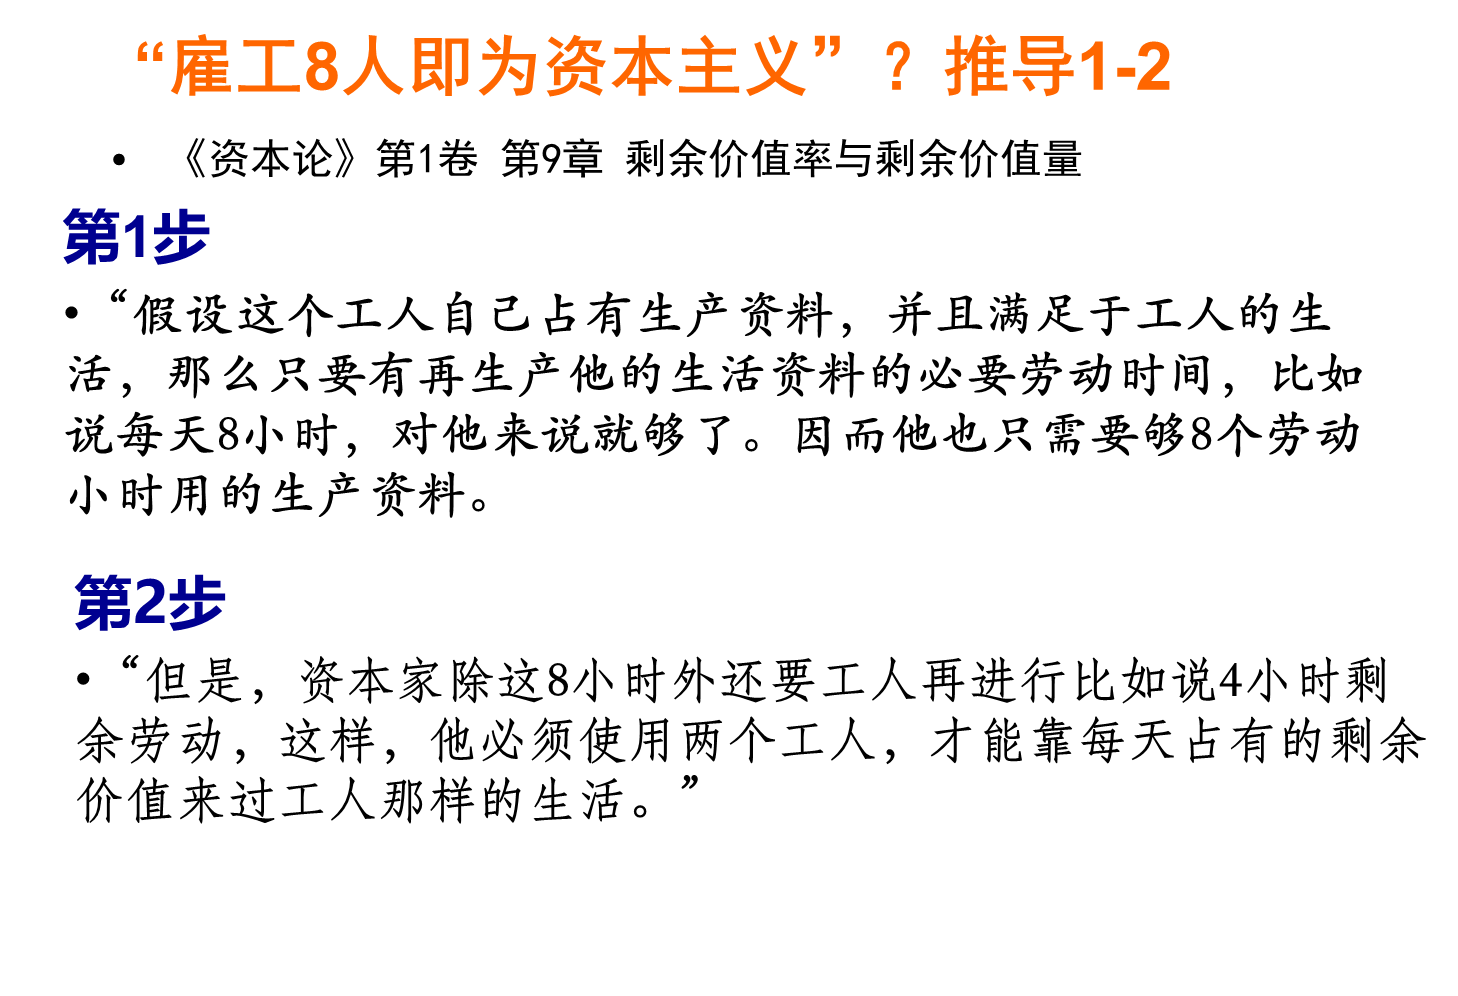 “雇工8人即为资本主义”？推导1-2
• 《资本论》第1卷 第9章 剩余价值率与剩余价值量
第1步
•“假设这个工人自己占有生产资料，并且满足于工人的生
活，那么只要有再生产他的生活资料的必要劳动时间，比如
说每天8小时，对他来说就够了。因而他也只需要够8个劳动
小时用的生产资料。
第2步
•“但是，资本家除这8小时外还要工人再进行比如说4小时剩
余劳动，这样，他必须使用两个工人，才能靠每天占有的剩余
价值来过工人那样的生活。”